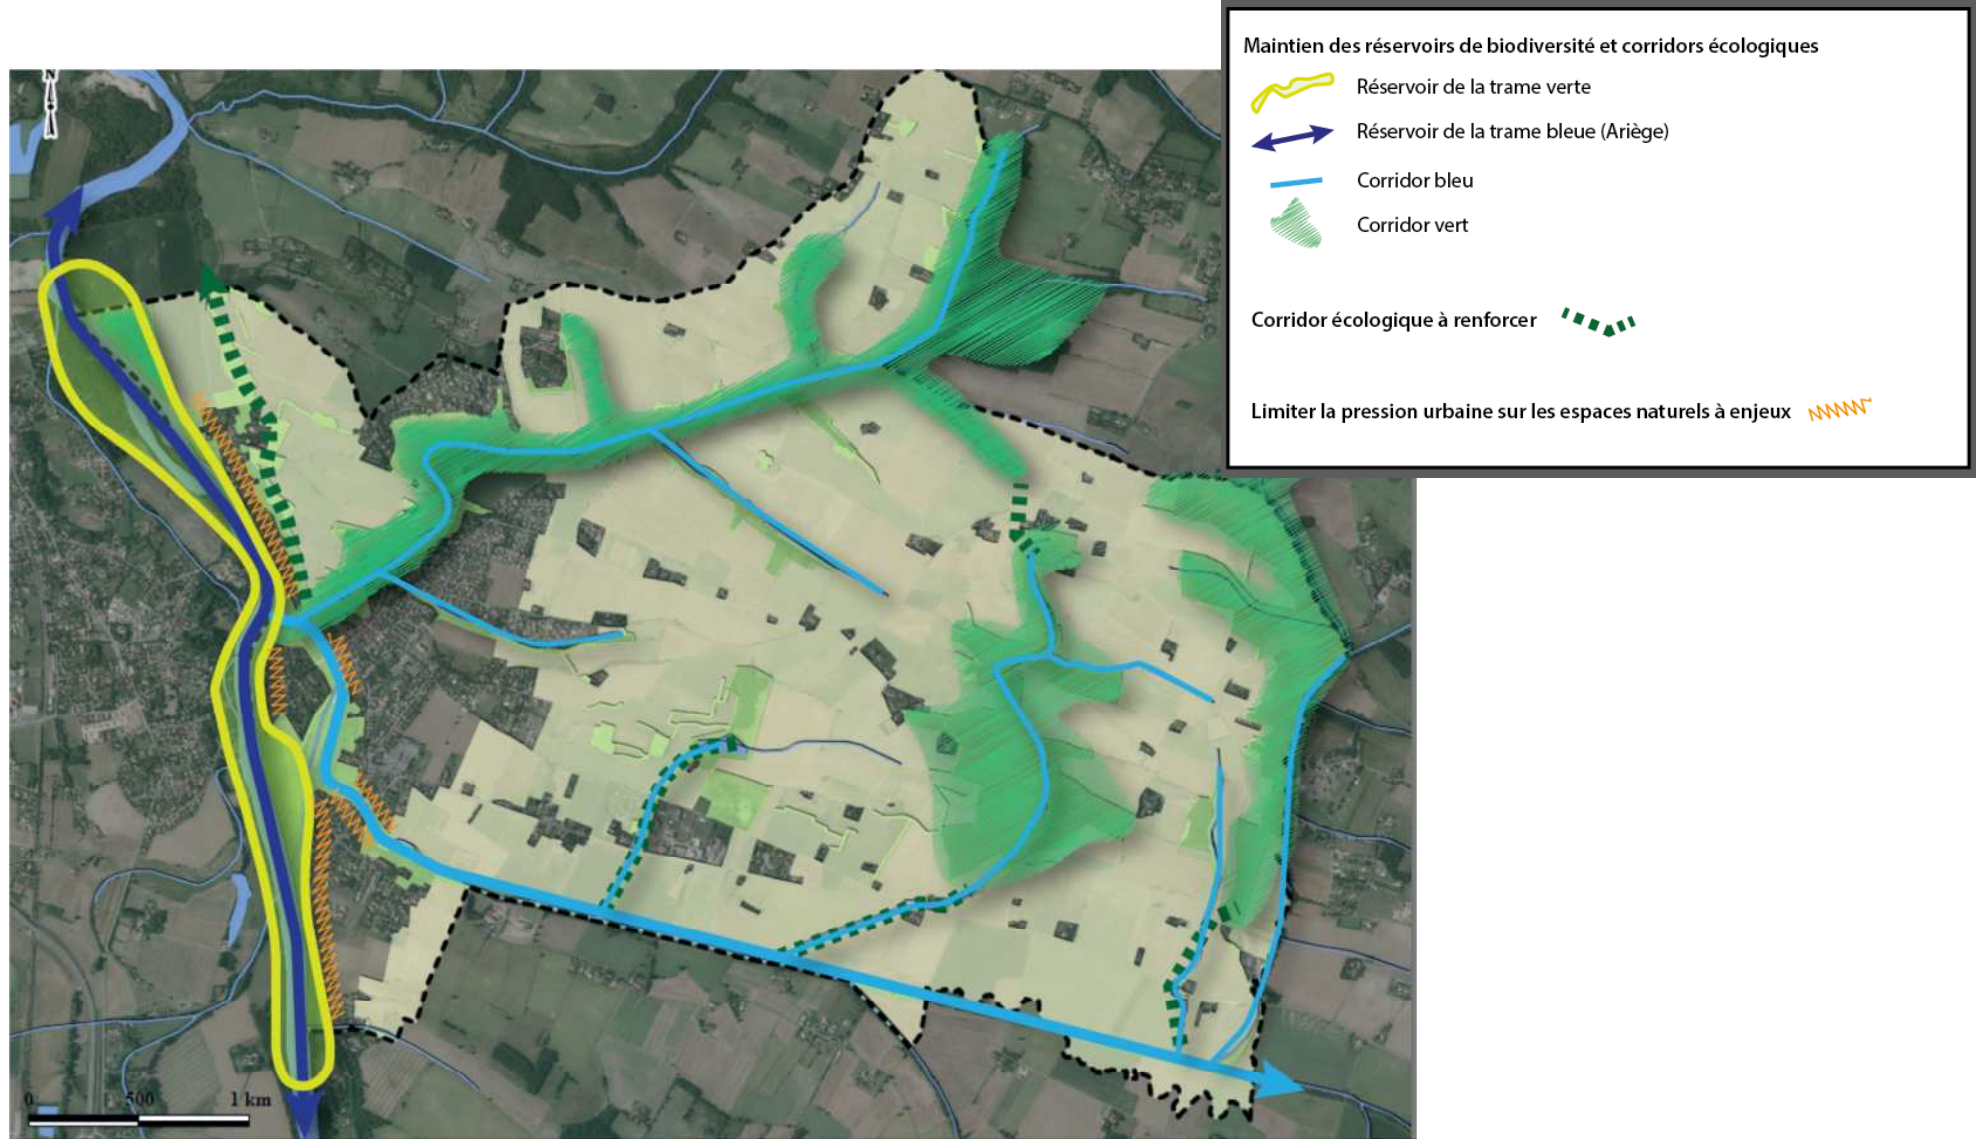 Maintien des réservoirs de biodiversité et corridors écologiques
Réservoir de la trame verte
Réservoir de la trame bleue (Ariège)
Corridor bleu
Corridor vert
Corridor écologique à renforcer
Limiter la pression urbaine sur les espaces naturels à enjeux
N
0 500 1 km